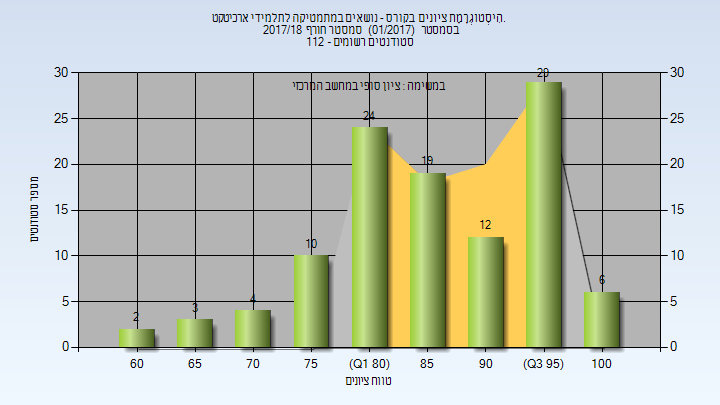 היסטוגרמת ציונים בקורס - נושאים במתמטיקה לתלמידי ארכיטקט.
בסמסטר (01/2017) סמסטר חורף 2017/18
סטודנטים רשומים - 112
במשימה : ציון סופי במחשב המרכזי
30 30
25 25
20 20
15 15
10 10
5 5
0 0
מספר סטודנטים
2 3 4 10 24 19 12 29 6
60 65 70 75 (Q1 80) 85 90 (Q3 95) 100
טווח ציונים